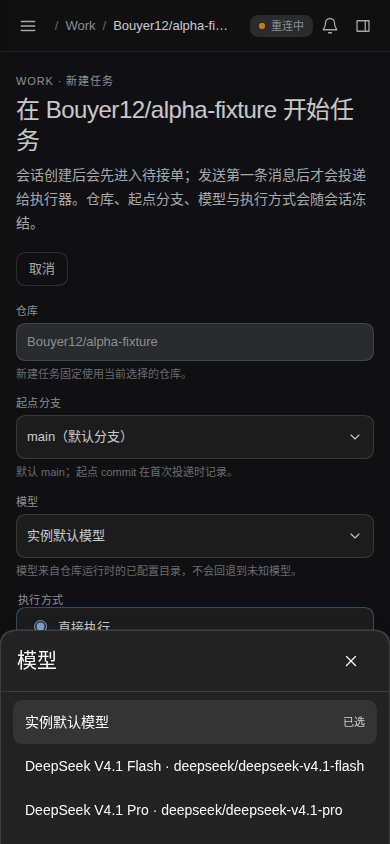 / Work / Bouyer12/alpha-fi… 重连中
WORK · 新建任务
在 Bouyer12/alpha-fixture 开始任
务
会话创建后会先进入待接单；发送第一条消息后才会投递
给执行器。仓库、起点分支、模型与执行方式会随会话冻
结。
取消
仓库
Bouyer12/alpha-fixture
新建任务固定使用当前选择的仓库。
起点分支
main（默认分支）
默认 main；起点 commit 在首次投递时记录。
模型
实例默认模型
模型来自仓库运行时的已配置目录，不会回退到未知模型。
执行方式
直接执行
模型
实例默认模型 已选
DeepSeek V4.1 Flash · deepseek/deepseek-v4.1-flash
DeepSeek V4.1 Pro · deepseek/deepseek-v4.1-pro